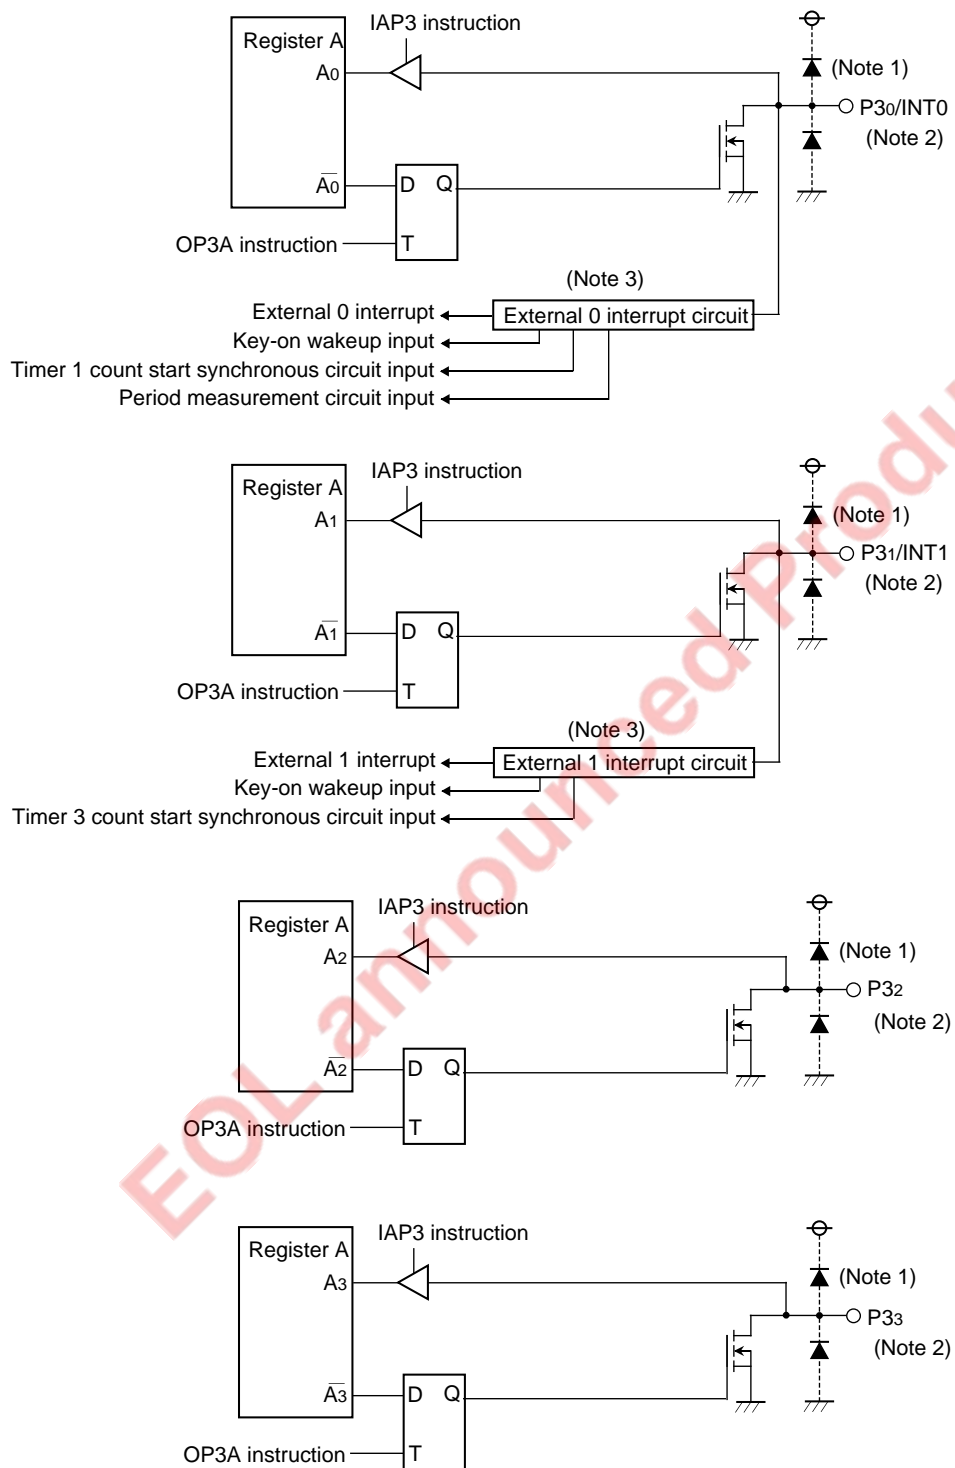 IAP3 instruction
Register A
A0
(Note 1)
P30/INT0
(Note 2)
A̅0̅
D Q
OP3A instruction
T
(Note 3)
External 0 interrupt
External 0 interrupt circuit
Key-on wakeup input
Timer 1 count start synchronous circuit input
Period measurement circuit input
IAP3 instruction
Register A
A1
(Note 1)
P31/INT1
(Note 2)
A̅1̅
D Q
OP3A instruction
T
(Note 3)
External 1 interrupt
External 1 interrupt circuit
Key-on wakeup input
Timer 3 count start synchronous circuit input
IAP3 instruction
Register A
A2
(Note 1)
P32
(Note 2)
A̅2̅
D Q
OP3A instruction
T
IAP3 instruction
Register A
A3
(Note 1)
P33
(Note 2)
A̅3̅
D Q
OP3A instruction
T
EOL announced Produ